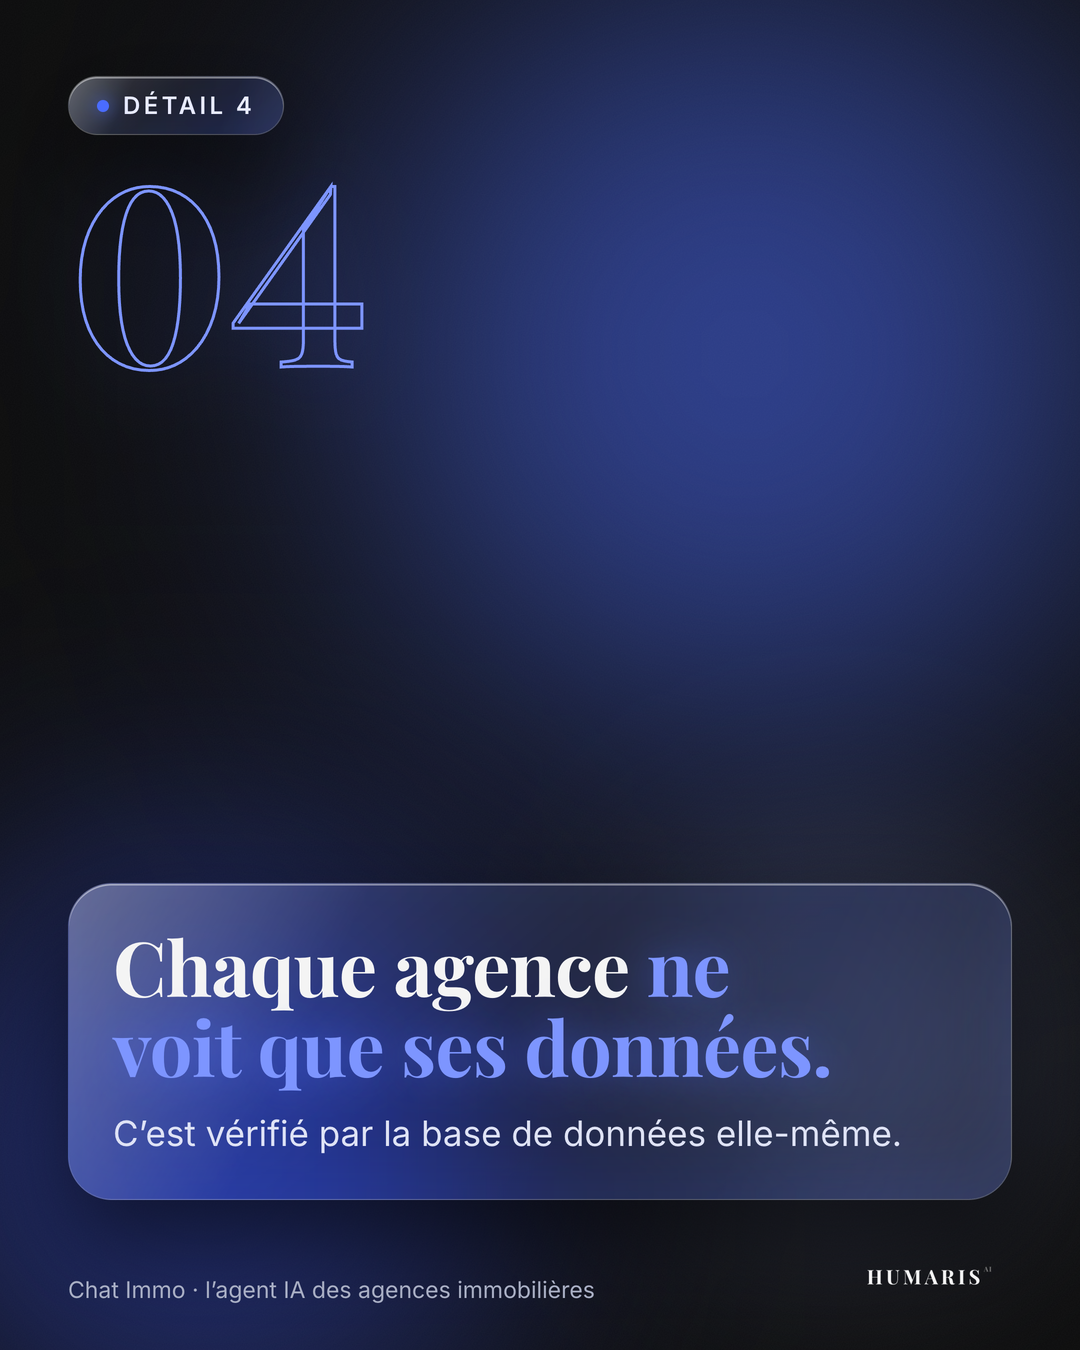 DÉTAIL 4
04
Chaque agence ne
voit que ses données.
C’est vérifié par la base de données elle-même.
Chat Immo · l’agent IA des agences immobilières
HUMARIS AI